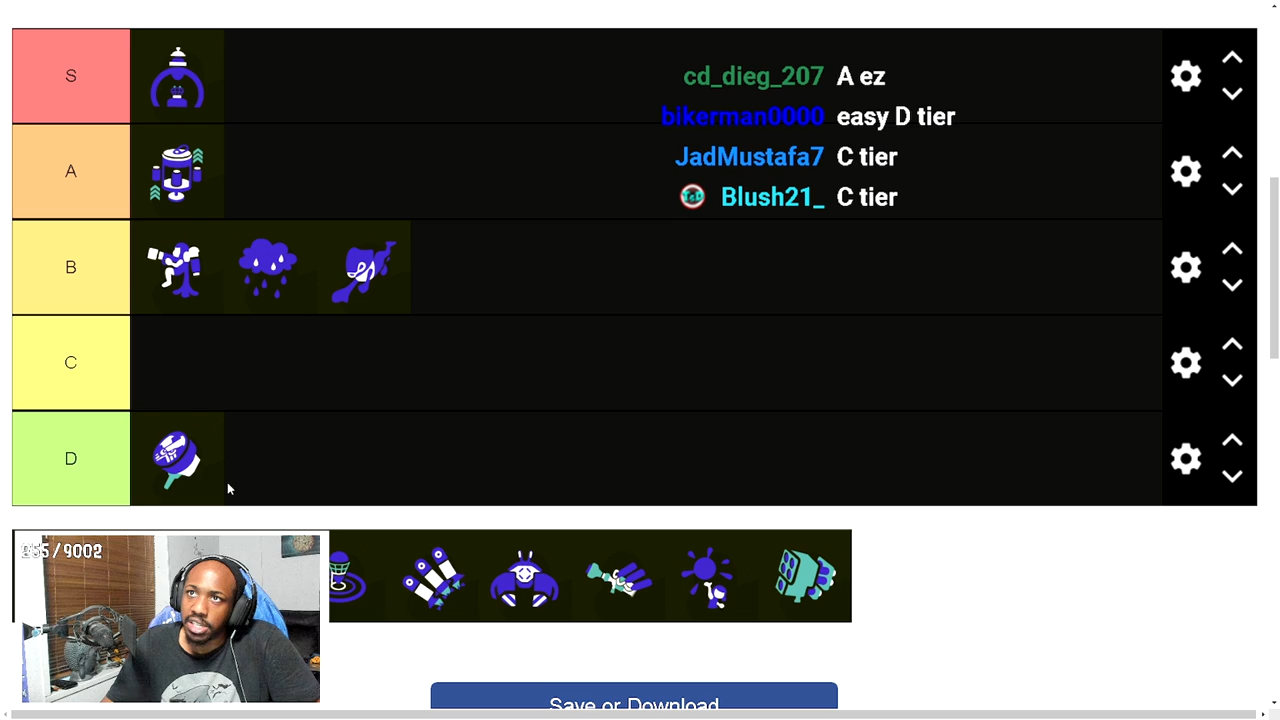 S
cd_dieg_207 A ez
bikerman0000 easy D tier
A
JadMustafa7 C tier
Blush21_ C tier
B
C
D
/9002
Save or Download